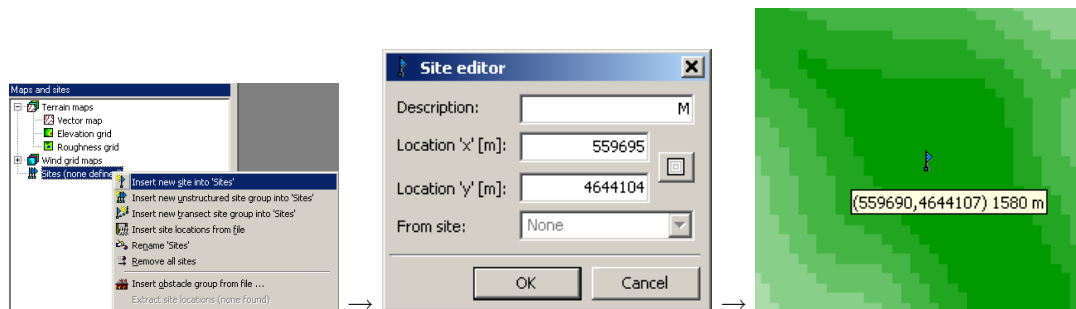 Maps and sites
Terrain maps
Vector map
Elevation grid
Roughness grid
Wind grid maps
Sites (none define
Insert new site into 'Sites'
Insert new unstructured site group into 'Sites'
Insert new transect site group into 'Sites'
Insert site locations from file
Rename 'Sites'
Remove all sites
Insert obstacle group from file ...
Extract site locations (none found)
→
Site editor
Description: M
Location 'x' [m]: 559695
Location 'y' [m]: 4644104
From site: None
OK Cancel
→
(559690,4644107) 1580 m